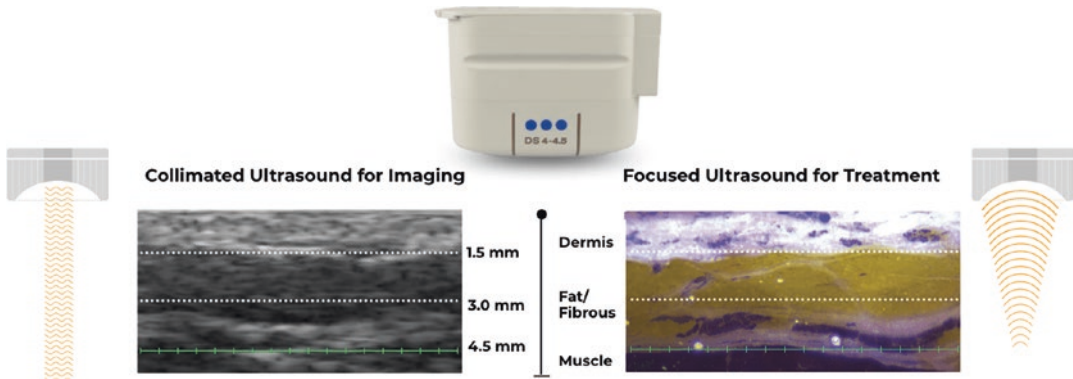 DS 4-4.5
Collimated Ultrasound for Imaging
Focused Ultrasound for Treatment
1.5 mm
3.0 mm
4.5 mm
Dermis
Fat/
Fibrous
Muscle